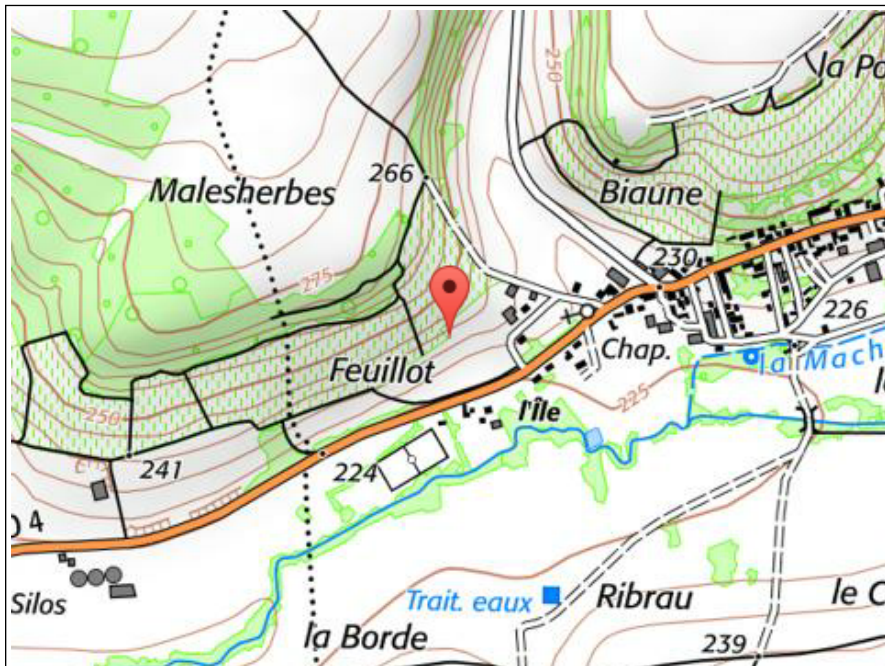 250
la Po
Malesherbes
266
Biaune
275
230
226
Feuillot
Chap.
la Mach
l'Île
225
250
241
224
D 4
Silos
Trait. eaux
Ribrau
le C
la Borde
239